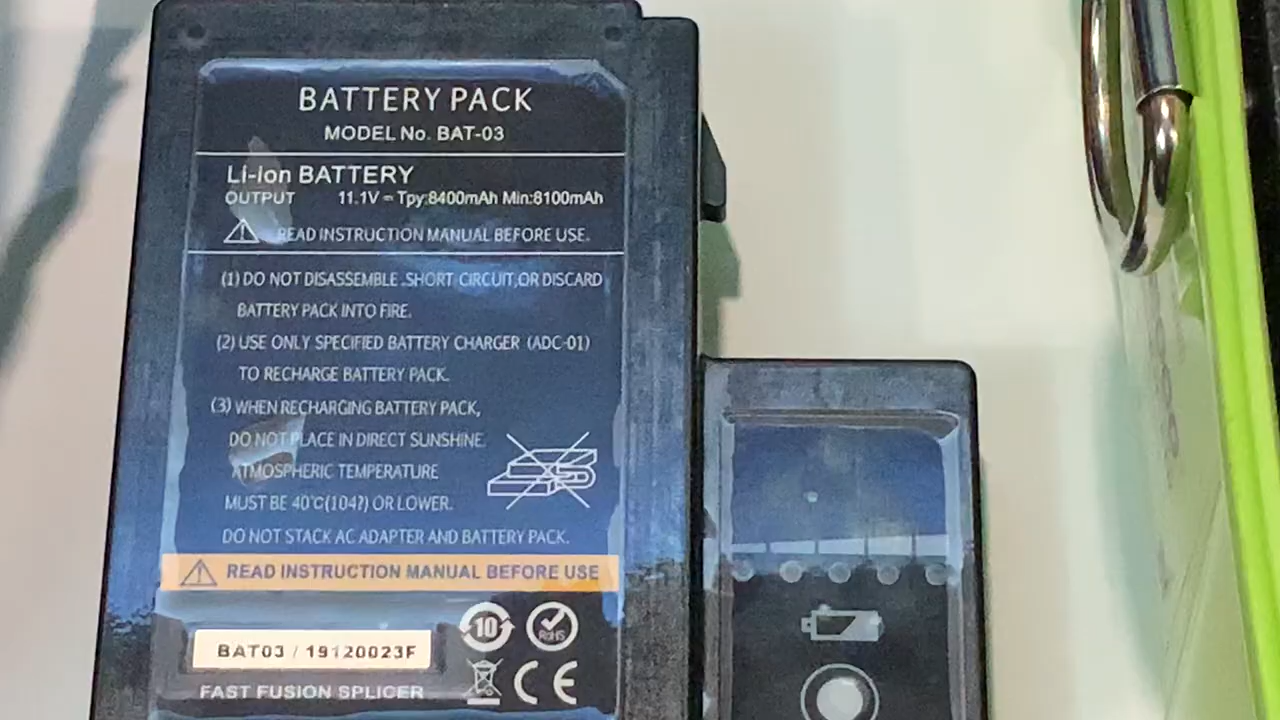 BATTERY PACK
MODEL No. BAT-03
Li-ion BATTERY
OUTPUT 11.1V ⎓ Tpy:8400mAh Min:8100mAh
READ INSTRUCTION MANUAL BEFORE USE.
(1) DO NOT DISASSEMBLE .SHORT CIRCUIT,OR DISCARD
BATTERY PACK INTO FIRE.
(2) USE ONLY SPECIFIED BATTERY CHARGER (ADC-01)
TO RECHARGE BATTERY PACK.
(3) WHEN RECHARGING BATTERY PACK,
DO NOT PLACE IN DIRECT SUNSHINE.
ATMOSPHERIC TEMPERATURE
MUST BE 40℃(104?) OR LOWER.
DO NOT STACK AC ADAPTER AND BATTERY PACK.
READ INSTRUCTION MANUAL BEFORE USE
10 RoHS
BAT03 / 19120023F
CE
FAST FUSION SPLICER